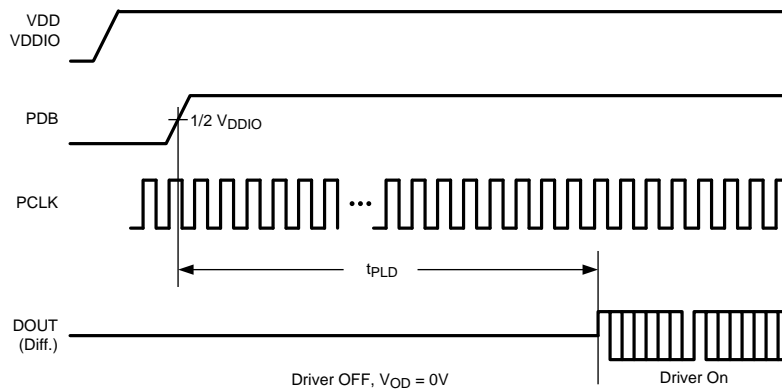 VDD
VDDIO
PDB
1/2 VDDIO
PCLK
tPLD
DOUT
(Diff.)
Driver OFF, VOD = 0V
Driver On